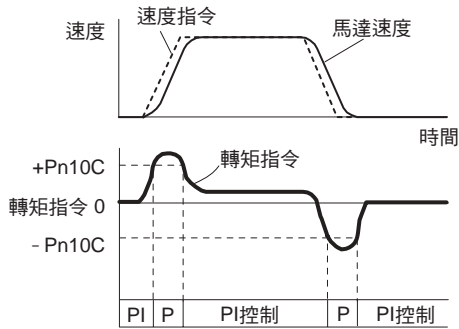 速度
速度指令
馬達速度
時間
+Pn10C
轉矩指令
轉矩指令 0
- Pn10C
PI
P
PI控制
P
PI控制